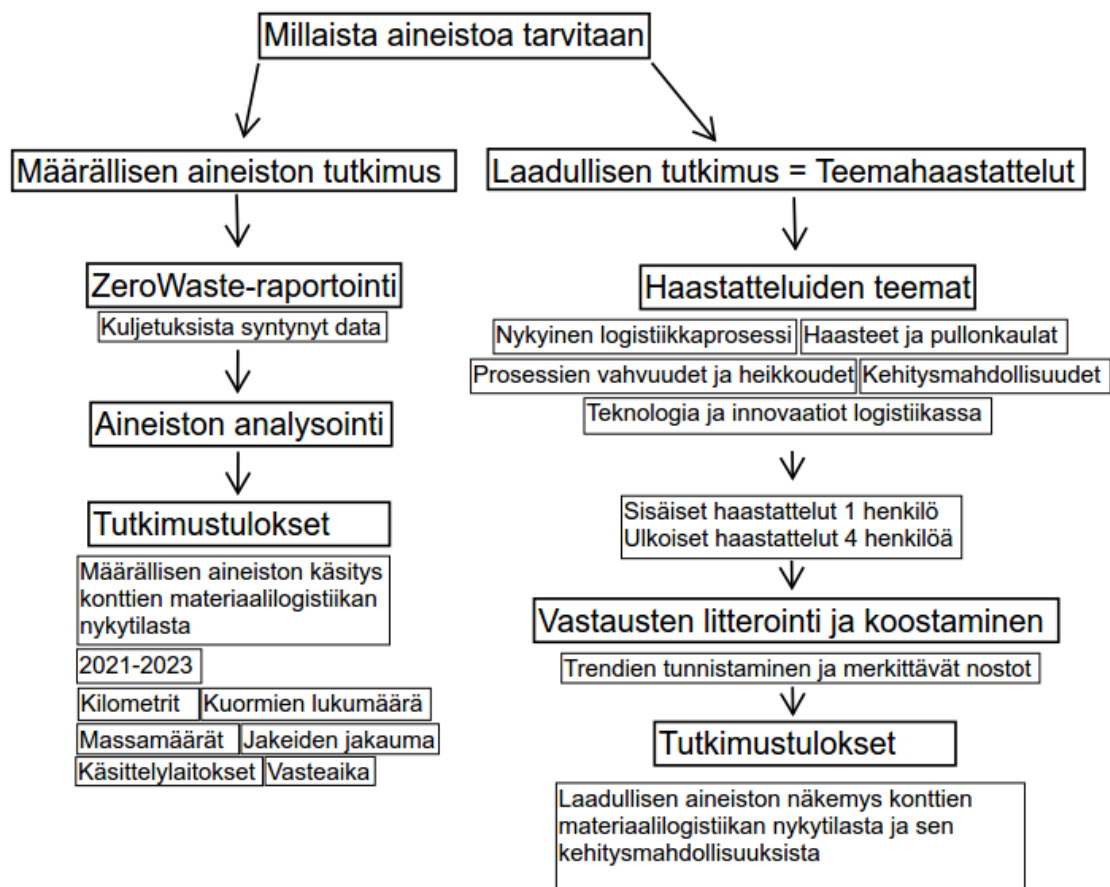 Millaista aineistoa tarvitaan
Määrällisen aineiston tutkimus
ZeroWaste-raportointi
Kuljetuksista syntynyt data
Aineiston analysointi
Tutkimustulokset
Määrällisen aineiston käsitys
konttien materiaalilogistiikan
nykytilasta
2021-2023
Kilometrit
Kuormien lukumäärä
Massamäärät
Jakeiden jakauma
Käsittelylaitokset
Vasteaika
Laadullisen tutkimus = Teemahaastattelut
Haastatteluiden teemat
Nykyinen logistiikkaprosessi
Haasteet ja pullonkaulat
Prosessien vahvuudet ja heikkoudet
Kehitysmahdollisuudet
Teknologia ja innovaatiot logistiikassa
Sisäiset haastattelut 1 henkilö
Ulkoiset haastattelut 4 henkilöä
Vastausten litterointi ja koostaminen
Trendien tunnistaminen ja merkittävät nostot
Tutkimustulokset
Laadullisen aineiston näkemys konttien
materiaalilogistiikan nykytilasta ja sen
kehitysmahdollisuuksista